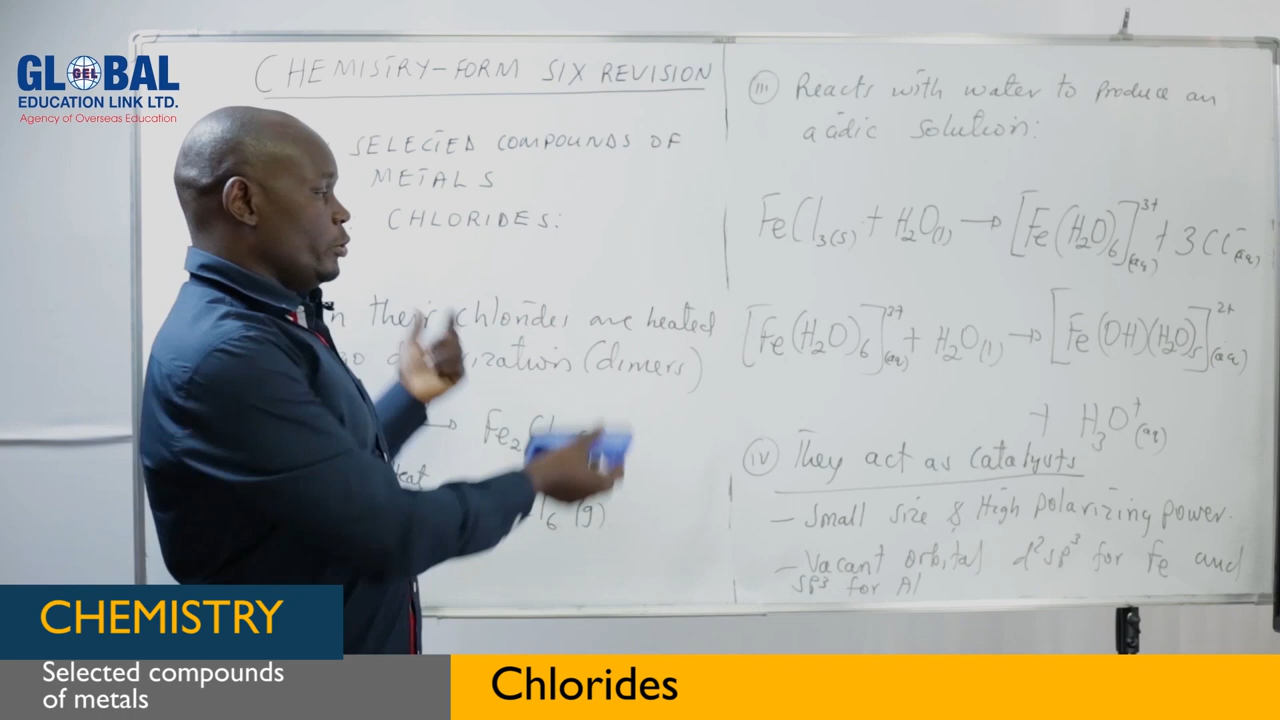 GLOBAL
GEL
EDUCATION LINK LTD.
Agency of Overseas Education
CHEMISTRY-FORM SIX REVISION
SELECTED COMPOUNDS OF
METALS
CHLORIDES:
their chlorides are heated
(dimers)
→ Fe₂
6 (g)
(iii) Reacts with water to produce an
acidic solution:
FeCl₃(s) + H₂O(l) → [Fe(H₂O)₆]³⁺(aq) + 3Cl⁻(aq)
[Fe(H₂O)₆]³⁺(aq) + H₂O(l) → [Fe(OH)(H₂O)₅]²⁺(aq)
+ H₃O⁺(aq)
(iv) They act as catalysts
- Small size & High polarizing power.
- Vacant orbital d²sp³ for Fe and
sp3 for Al
CHEMISTRY
Selected compounds
of metals
Chlorides